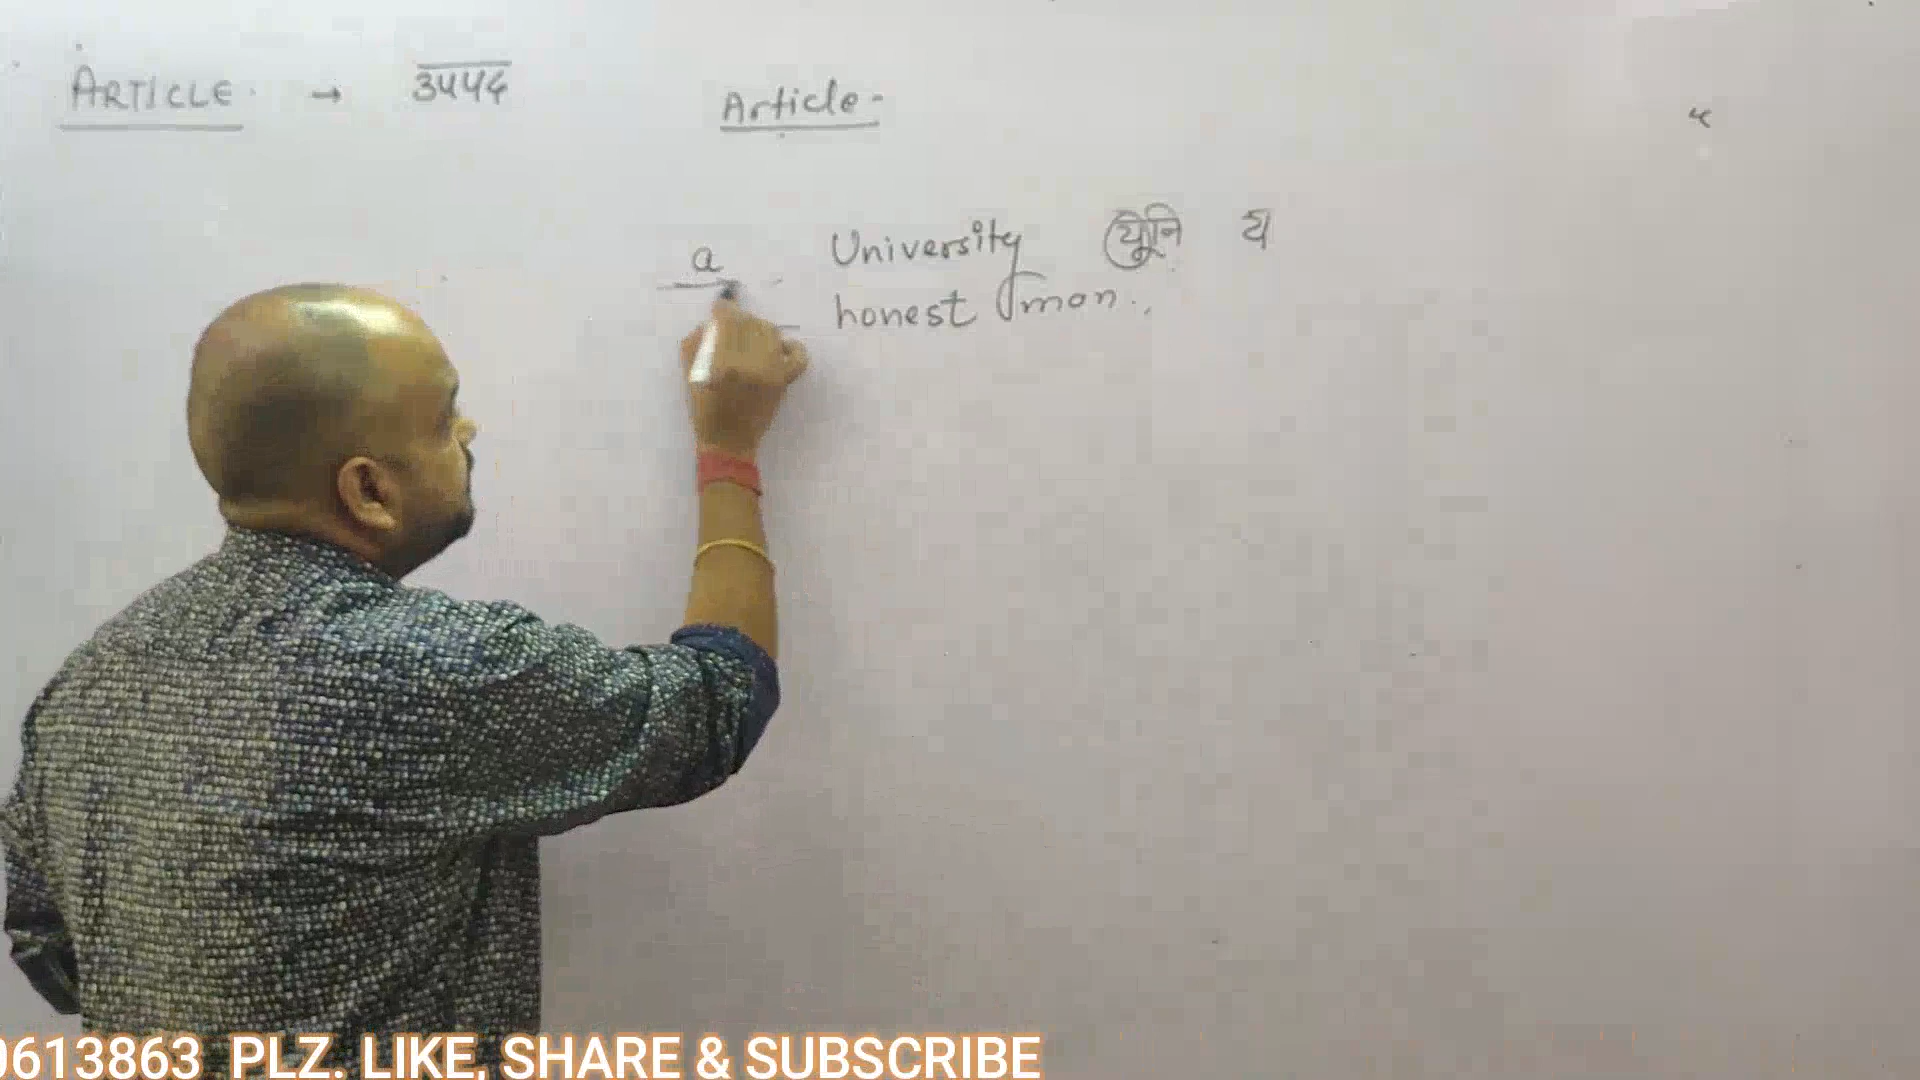 ARTICLE. → उपपद
Article -
a University यूनि य
honest man.
0613863 PLZ. LIKE, SHARE & SUBSCRIBE